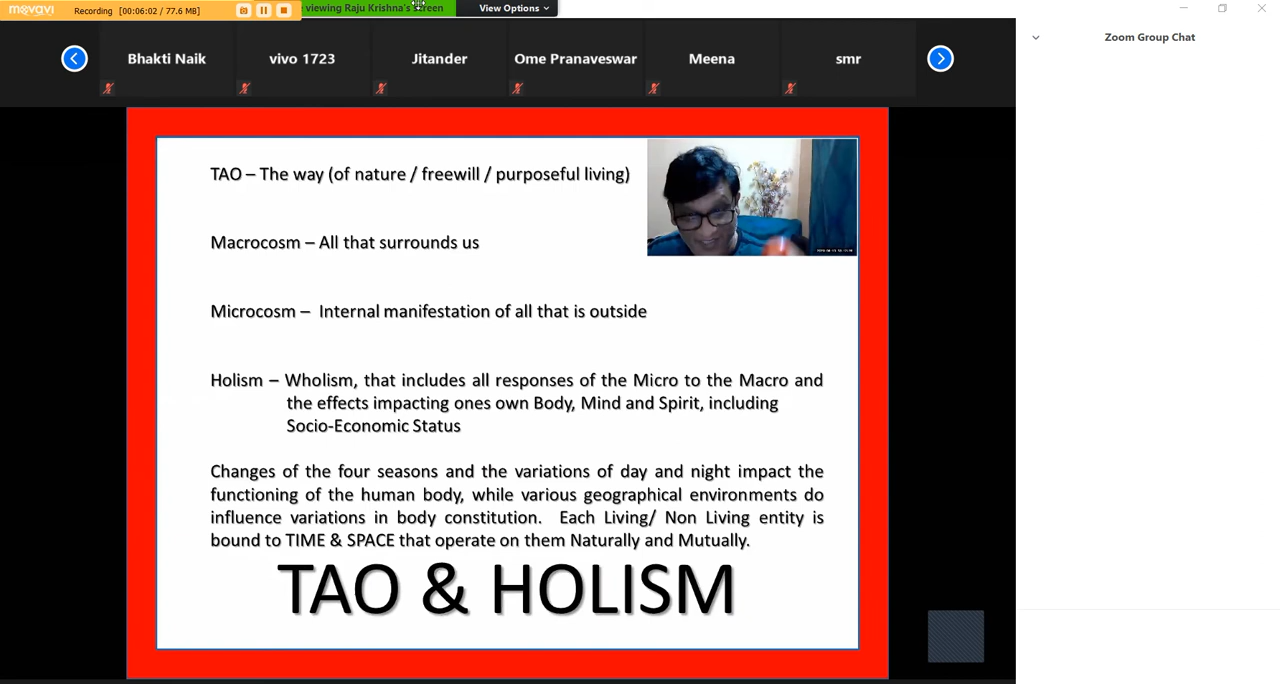 movavi
Recording [00:06:02 / 77.6 MB]
viewing Raju Krishna's screen
View Options
Zoom Group Chat
Bhakti Naik
vivo 1723
Jitander
Ome Pranaveswar
Meena
smr
TAO – The way (of nature / freewill / purposeful living)
Macrocosm – All that surrounds us
Microcosm – Internal manifestation of all that is outside
Holism – Wholism, that includes all responses of the Micro to the Macro and
the effects impacting ones own Body, Mind and Spirit, including
Socio-Economic Status
Changes of the four seasons and the variations of day and night impact the
functioning of the human body, while various geographical environments do
influence variations in body constitution. Each Living/ Non Living entity is
bound to TIME & SPACE that operate on them Naturally and Mutually.
TAO & HOLISM